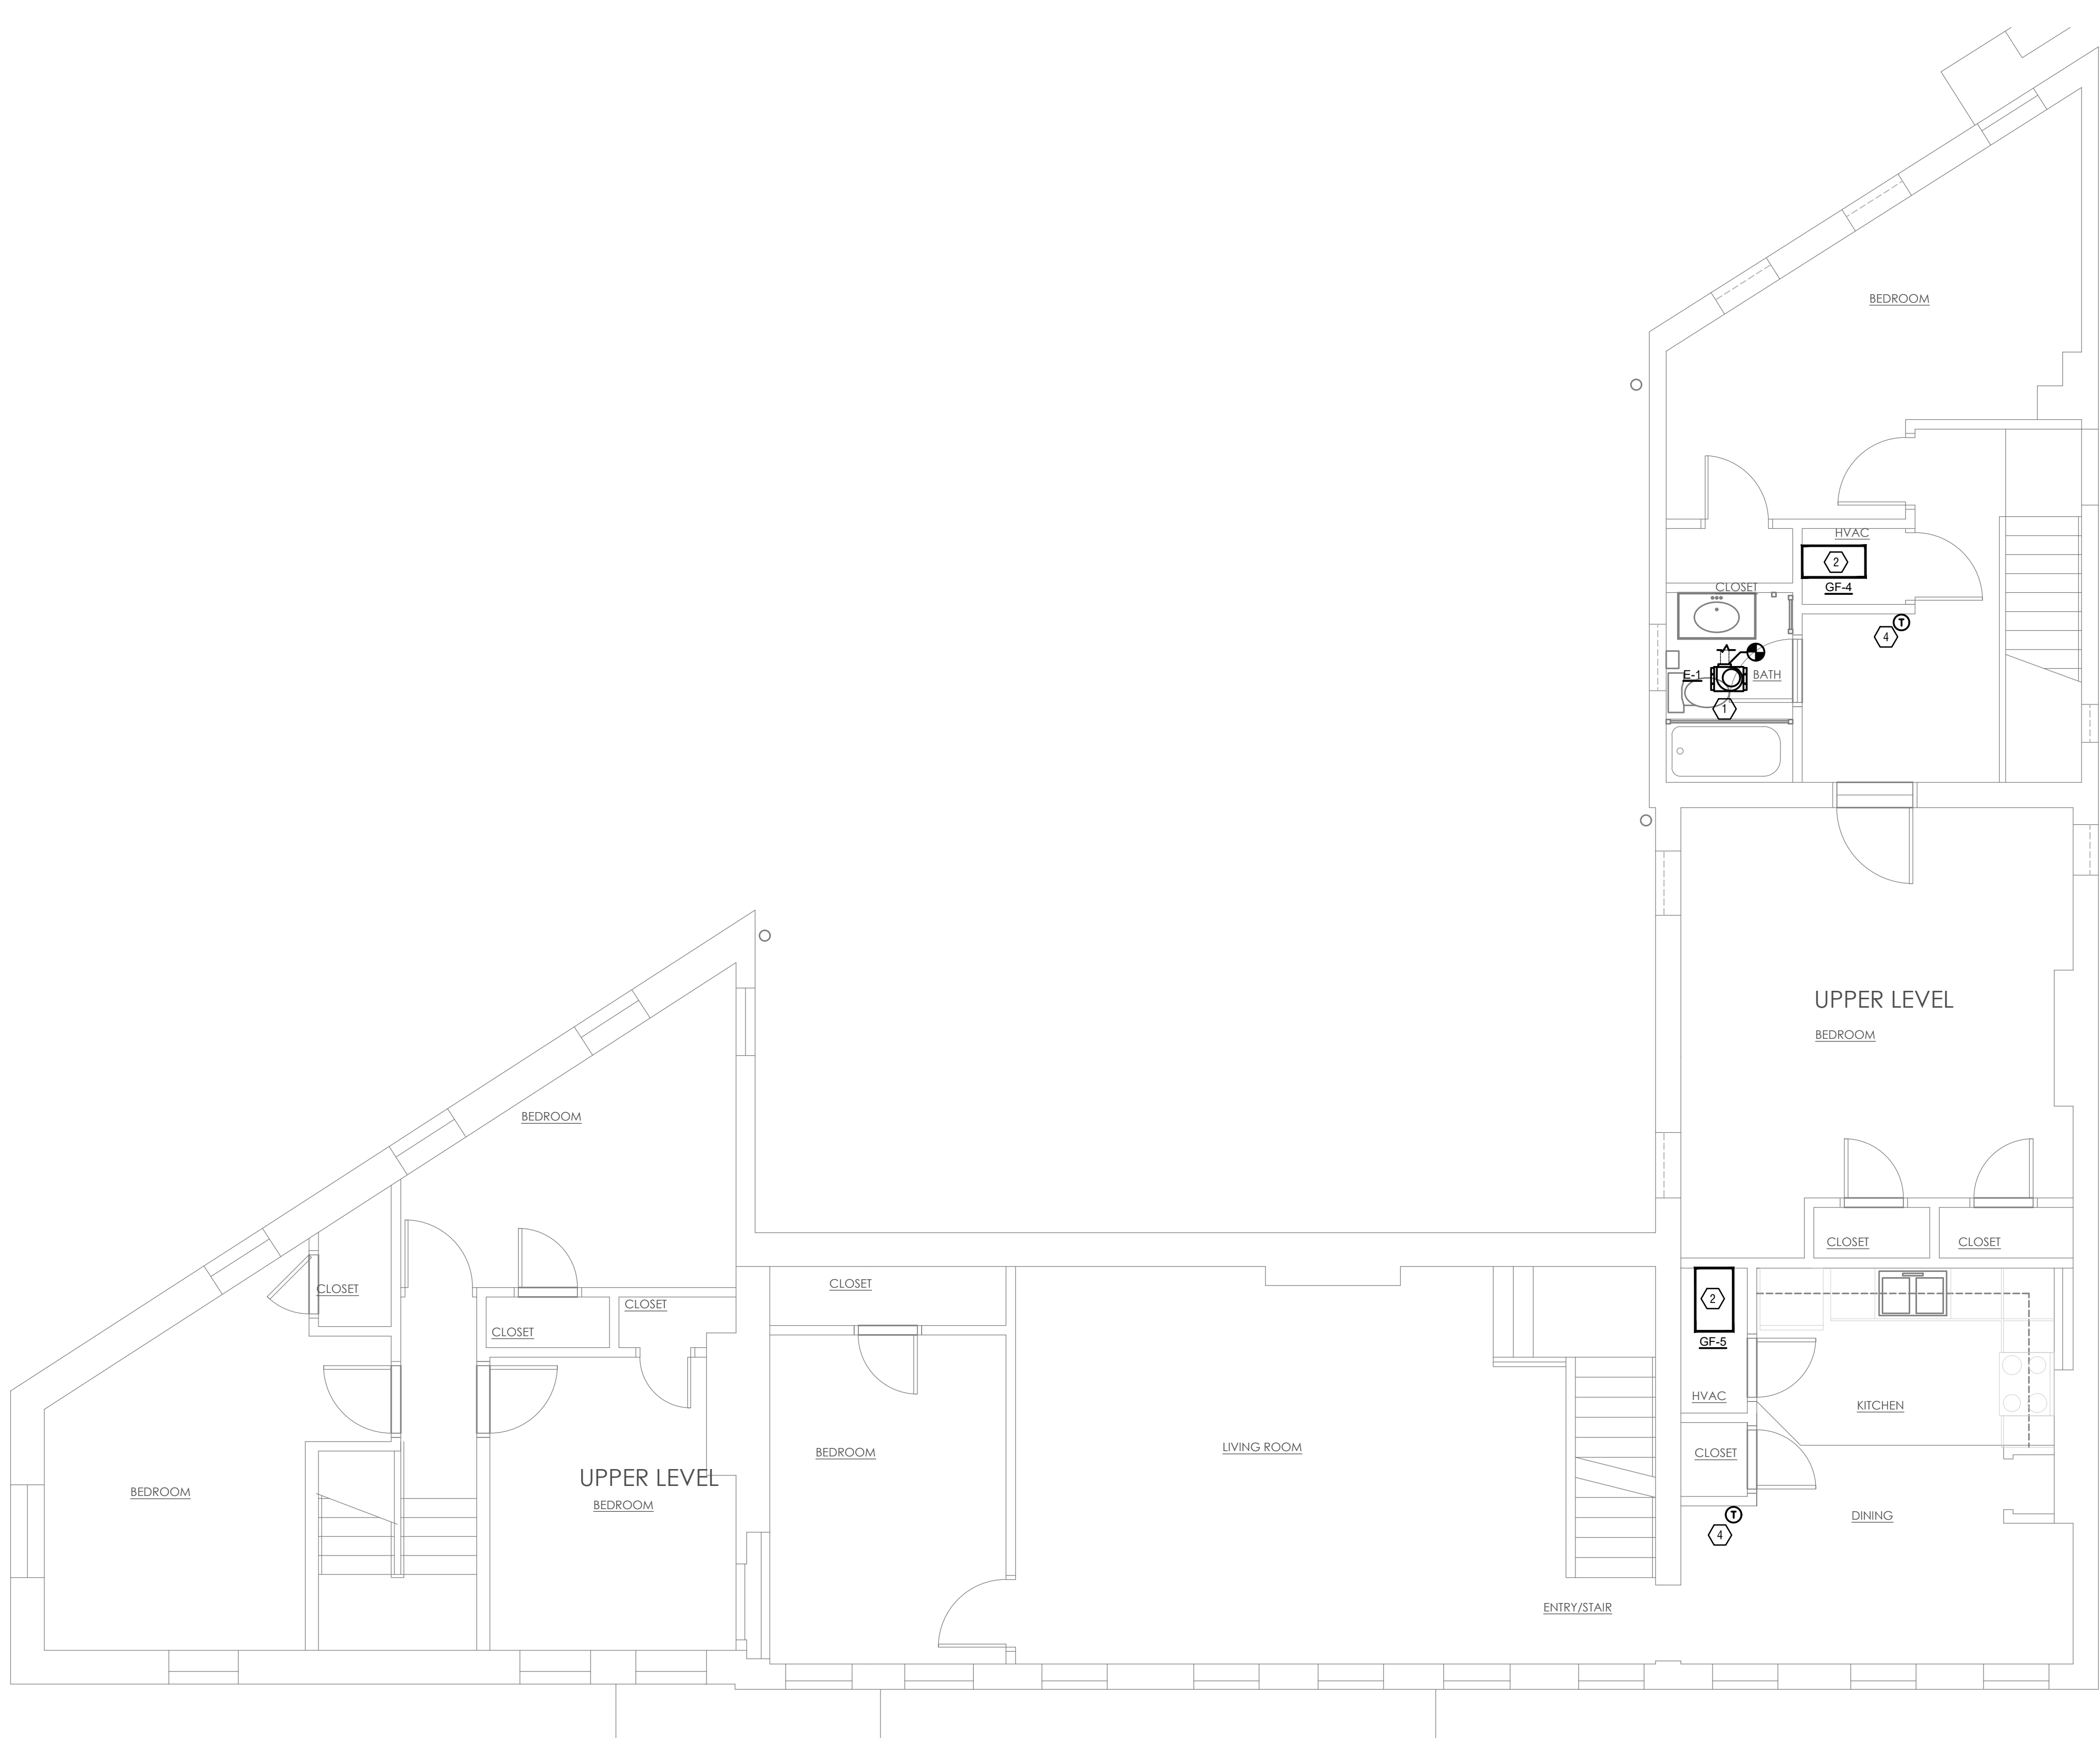 BEDROOM
HVAC
2
GF-4
CLOSET
T
4
E-1
BATH
1
UPPER LEVEL
BEDROOM
BEDROOM
CLOSET
CLOSET
CLOSET
CLOSET
CLOSET
CLOSET
2
GF-5
HVAC
KITCHEN
BEDROOM
LIVING ROOM
CLOSET
UPPER LEVEL
BEDROOM
BEDROOM
T
4
DINING
ENTRY/STAIR